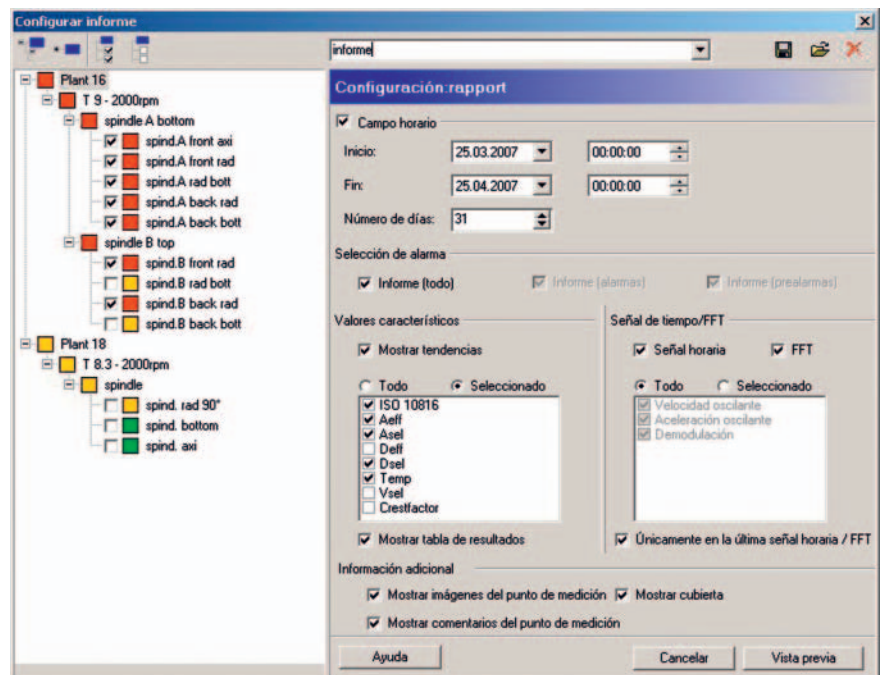 Configurar informe
informe
Plant 16
T 9 - 2000rpm
spindle A bottom
spind.A front axi
spind.A front rad
spind.A rad bott
spind.A back rad
spind.A back bott
spindle B top
spind.B front rad
spind.B rad bott
spind.B back rad
spind.B back bott
Plant 18
T 8.3 - 2000rpm
spindle
spind. rad 90°
spind. bottom
spind. axi
Configuración:rapport
Campo horario
Inicio: 25.03.2007 00:00:00
Fin: 25.04.2007 00:00:00
Número de días: 31
Selección de alarma
Informe (todo) Informe (alarmas) Informe (prealarmas)
Valores característicos
Mostrar tendencias
Todo Seleccionado
ISO 10816
Aeff
Asel
Deff
Dsel
Temp
Vsel
Crestfactor
Mostrar tabla de resultados
Señal de tiempo/FFT
Señal horaria FFT
Todo Seleccionado
Velocidad oscilante
Aceleración oscilante
Demodulación
Únicamente en la última señal horaria / FFT
Información adicional
Mostrar imágenes del punto de medición Mostrar cubierta
Mostrar comentarios del punto de medición
Ayuda Cancelar Vista previa